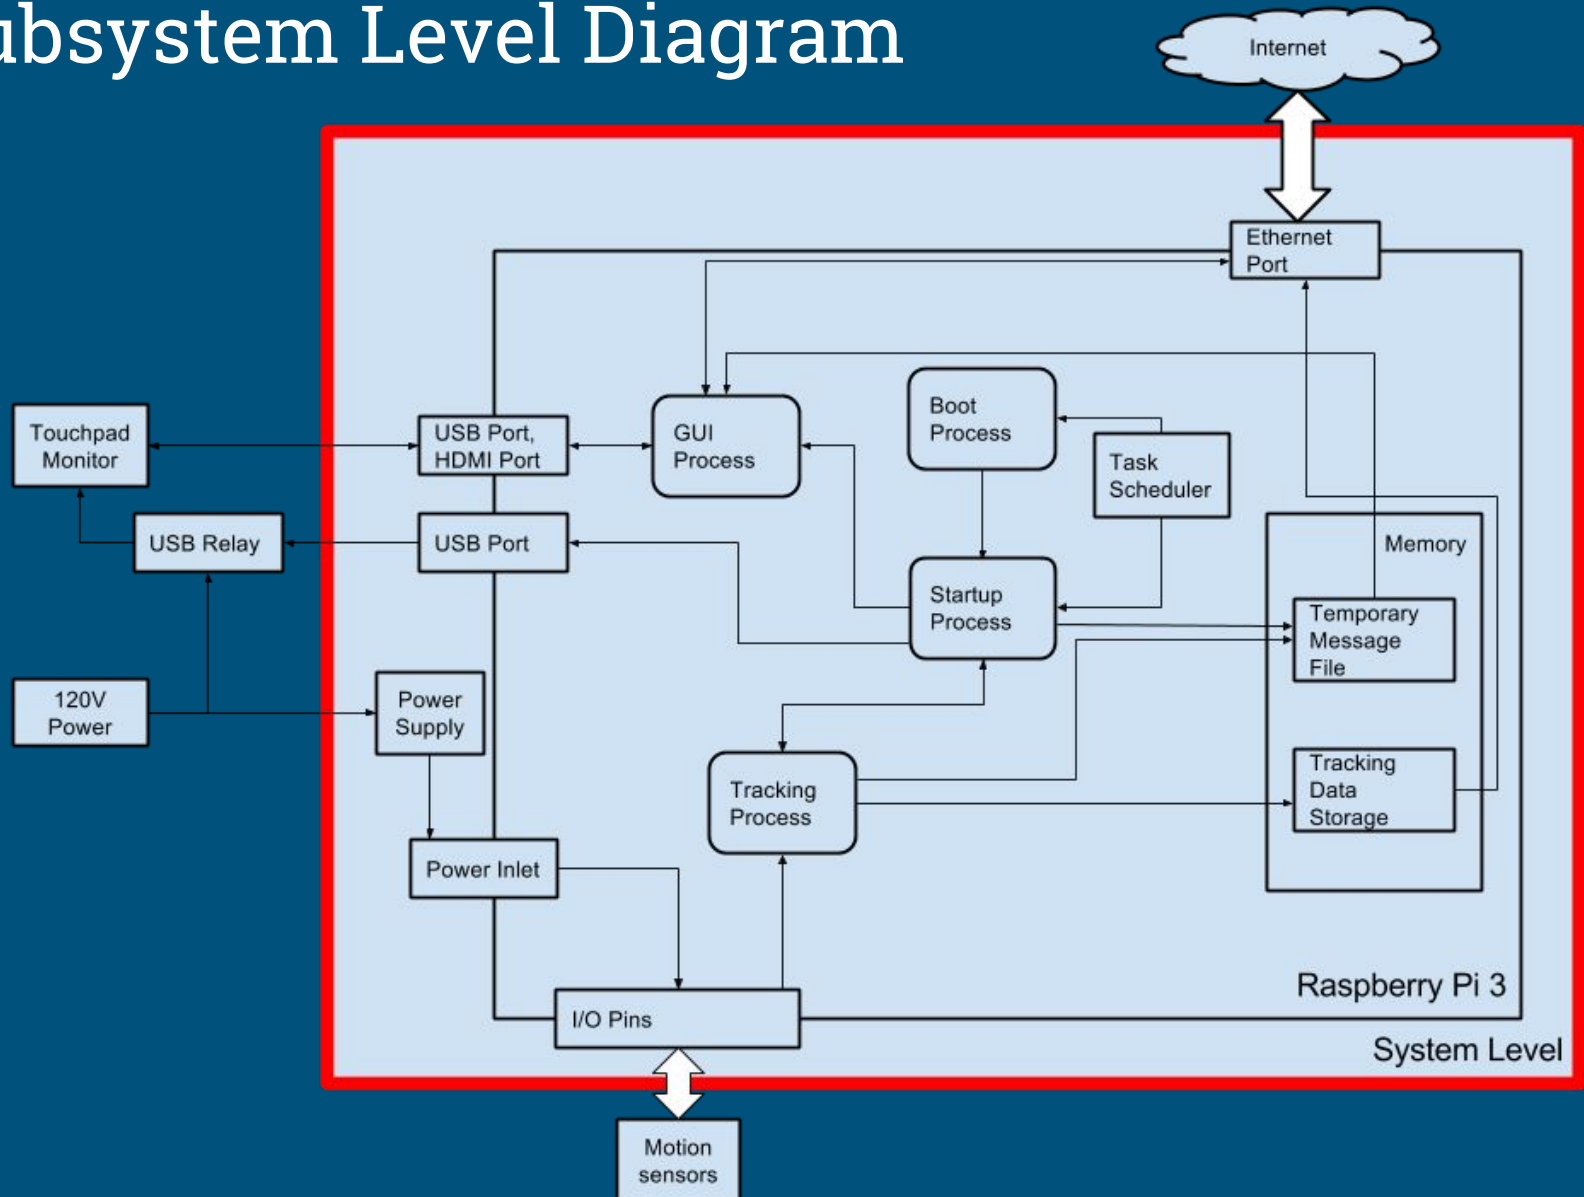 ubsystem Level Diagram
Internet
Ethernet
Port
Touchpad
Monitor
USB Port,
HDMI Port
GUI
Process
Boot
Process
Task
Scheduler
USB Relay
USB Port
Memory
Startup
Process
Temporary
Message
File
120V
Power
Power
Supply
Tracking
Process
Tracking
Data
Storage
Power Inlet
Raspberry Pi 3
I/O Pins
System Level
Motion
sensors